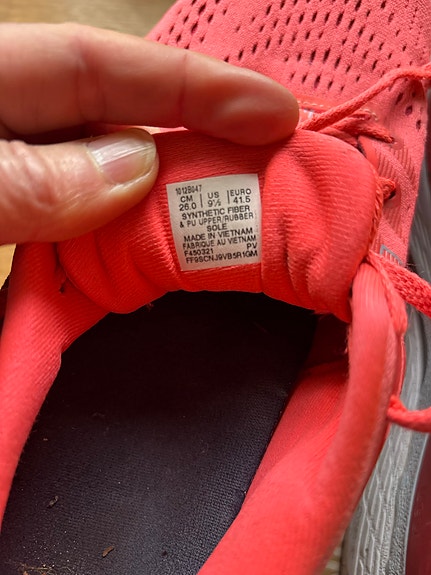 1012B047
CM US EURO
26.0 9½ 41.5
SYNTHETIC FIBER
& PU UPPER/RUBBER
SOLE
MADE IN VIETNAM
FABRIQUE AU VIETNAM
F450321 PV
FF9SCNJ9VB5R1GM